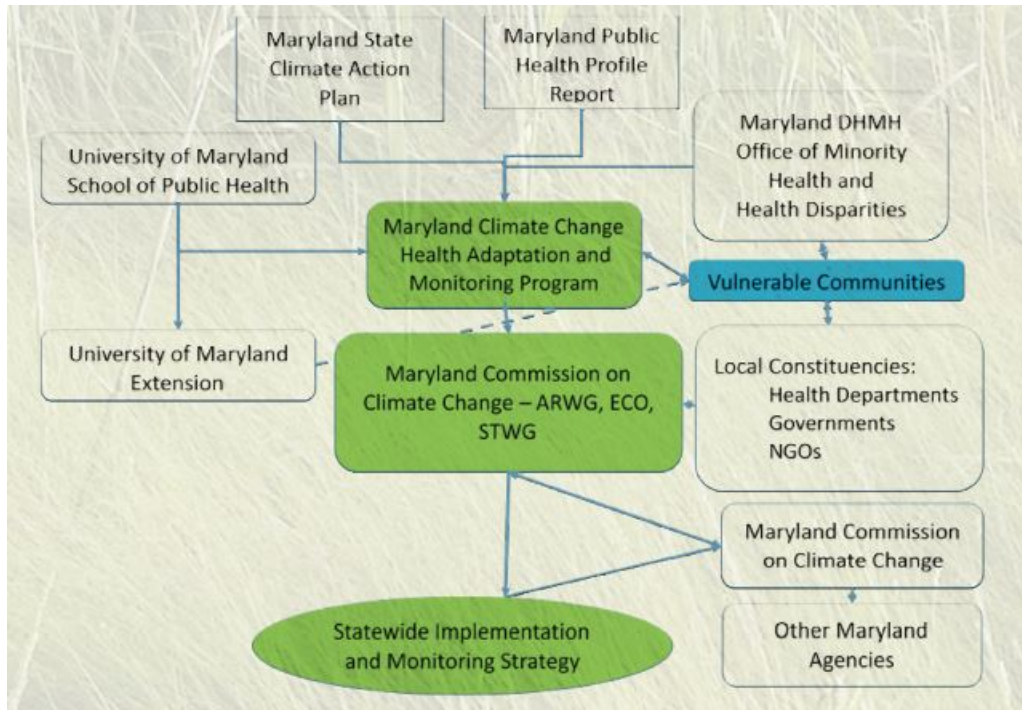 Maryland State
Climate Action
Plan
Maryland Public
Health Profile
Report
Maryland DHMH
Office of Minority
Health and
Health Disparities
University of Maryland
School of Public Health
Maryland Climate Change
Health Adaptation and
Monitoring Program
Vulnerable Communities
University of Maryland
Extension
Maryland Commission on
Climate Change – ARWG, ECO,
STWG
Local Constituencies:
Health Departments
Governments
NGOs
Maryland Commission
on Climate Change
Statewide Implementation
and Monitoring Strategy
Other Maryland
Agencies